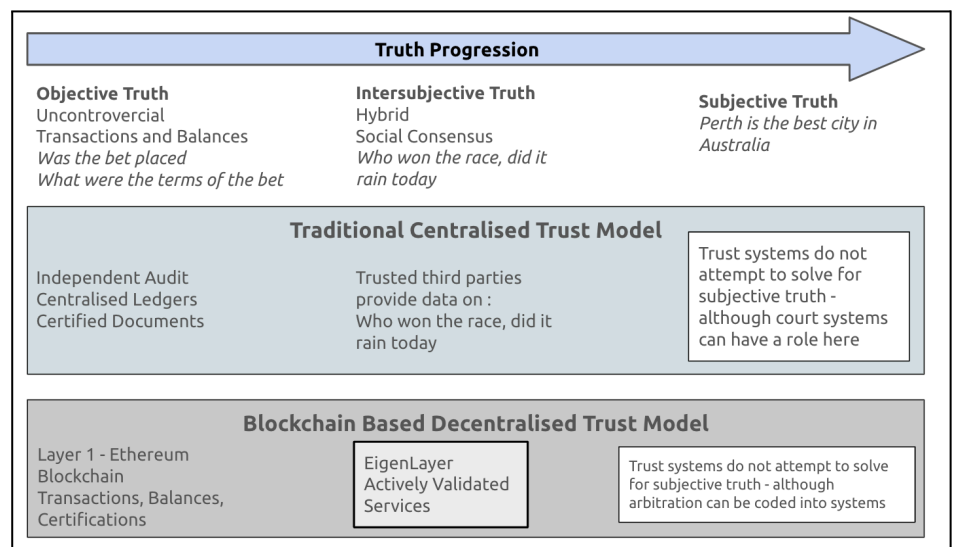 Truth Progression
Objective Truth
Uncontrovercial
Transactions and Balances
Was the bet placed
What were the terms of the bet
Intersubjective Truth
Hybrid
Social Consensus
Who won the race, did it
rain today
Subjective Truth
Perth is the best city in
Australia
Traditional Centralised Trust Model
Independent Audit
Centralised Ledgers
Certified Documents
Trusted third parties
provide data on :
Who won the race, did it
rain today
Trust systems do not
attempt to solve for
subjective truth -
although court systems
can have a role here
Blockchain Based Decentralised Trust Model
Layer 1 - Ethereum
Blockchain
Transactions, Balances,
Certifications
EigenLayer
Actively Validated
Services
Trust systems do not attempt to solve
for subjective truth - although
arbitration can be coded into systems